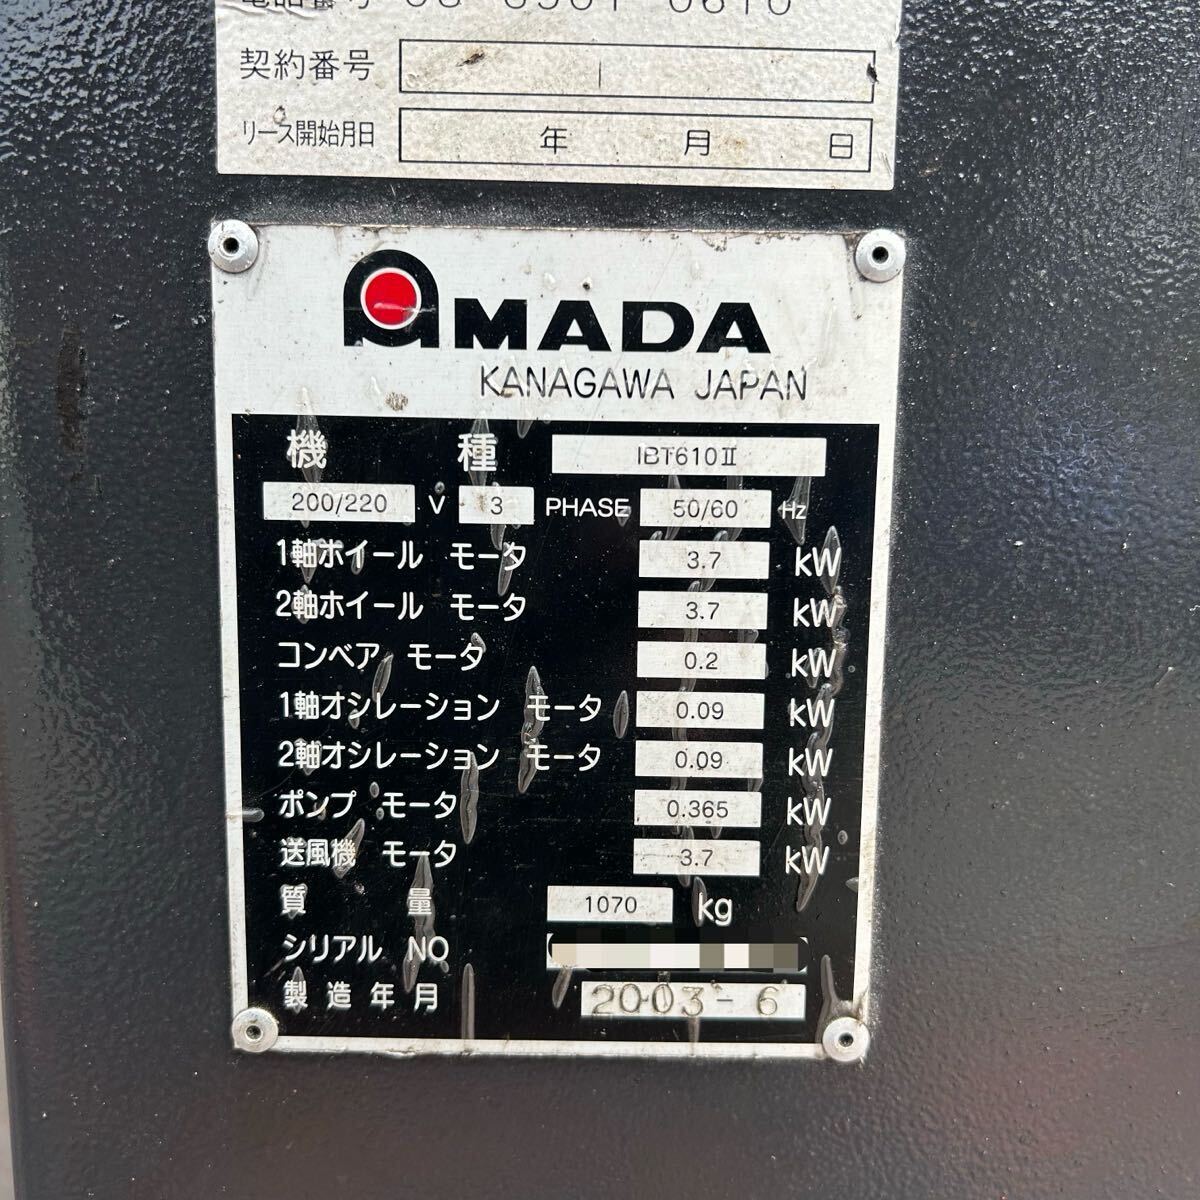 契約番号
リース開始月日 年 月 日
AMADA
KANAGAWA JAPAN
機 種 IBT610Ⅱ
200/220 V 3 PHASE 50/60 Hz
1軸ホイール モータ 3.7 kW
2軸ホイール モータ 3.7 kW
コンベア モータ 0.2 kW
1軸オシレーション モータ 0.09 kW
2軸オシレーション モータ 0.09 kW
ポンプ モータ 0.365 kW
送風機 モータ 3.7 kW
質 量 1070 kg
シリアル NO
製造年月 2003-6